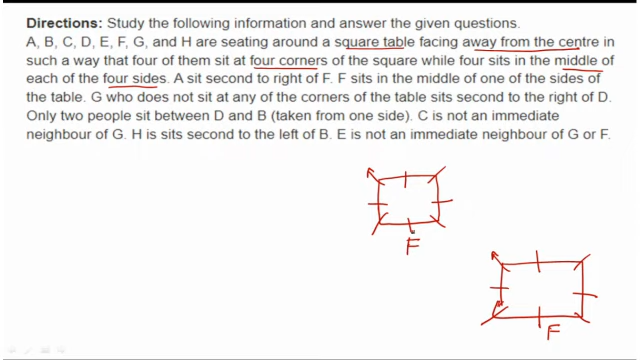 Directions: Study the following information and answer the given questions.
A, B, C, D, E, F, G, and H are seating around a square table facing away from the centre in
such a way that four of them sit at four corners of the square while four sits in the middle of
each of the four sides. A sit second to right of F. F sits in the middle of one of the sides of
the table. G who does not sit at any of the corners of the table sits second to the right of D.
Only two people sit between D and B (taken from one side). C is not an immediate
neighbour of G. H is sits second to the left of B. E is not an immediate neighbour of G or F.
F
F